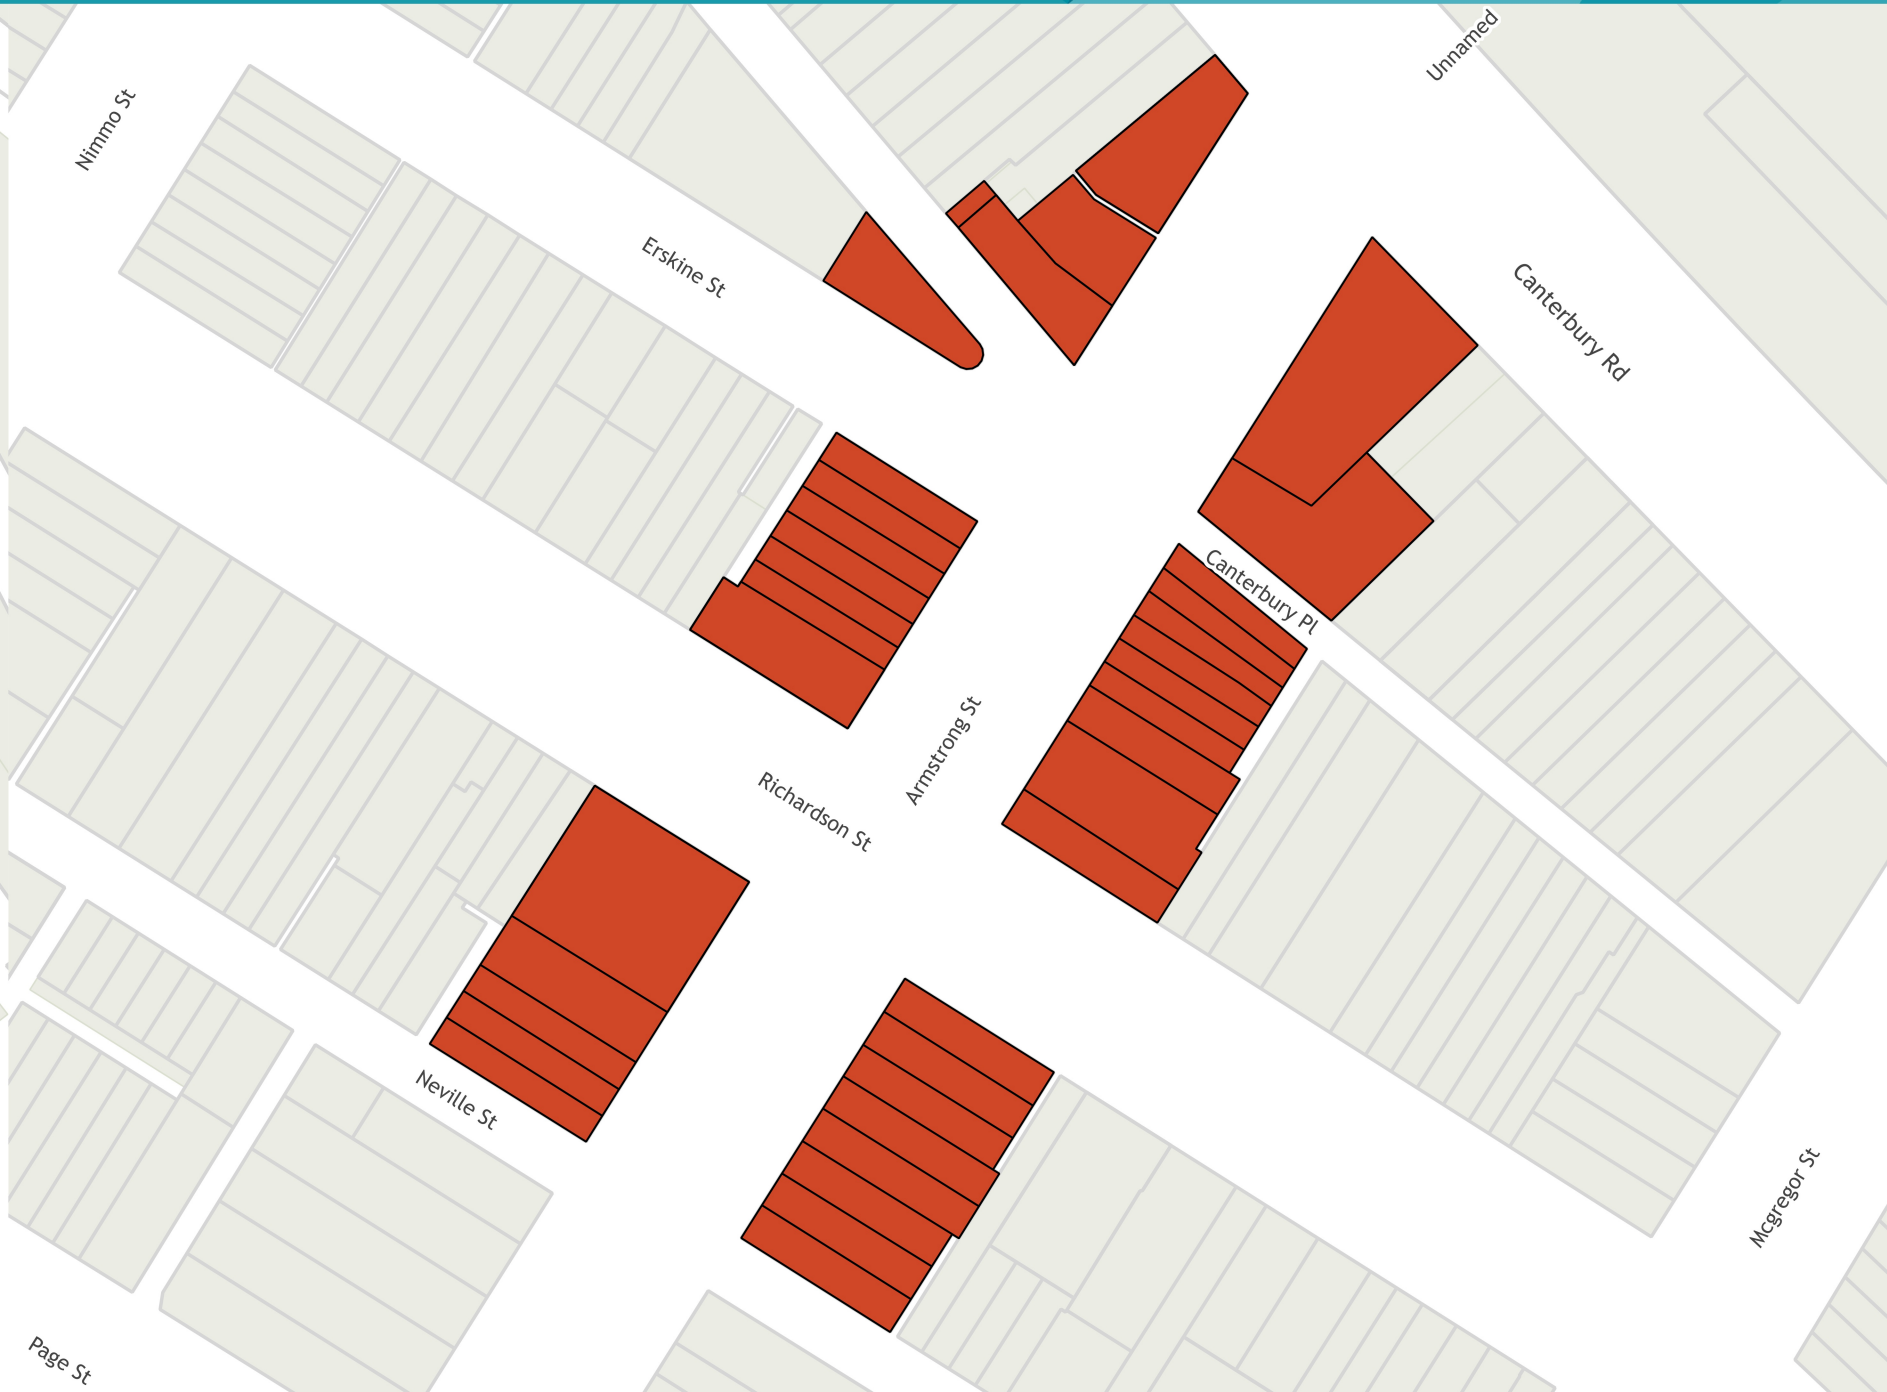 Unnamed
Nimmo St
Erskine St
Canterbury Rd
Canterbury Pl
Armstrong St
Richardson St
Neville St
Mcgregor St
Page St